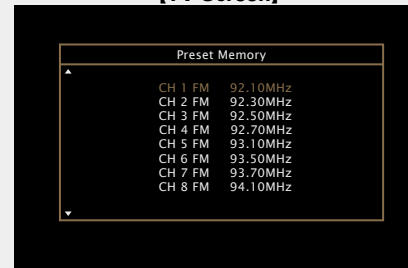 [TV Screen]
Preset Memory
CH 1 FM 92.10MHz
CH 2 FM 92.30MHz
CH 3 FM 92.50MHz
CH 4 FM 92.70MHz
CH 5 FM 93.10MHz
CH 6 FM 93.50MHz
CH 7 FM 93.70MHz
CH 8 FM 94.10MHz